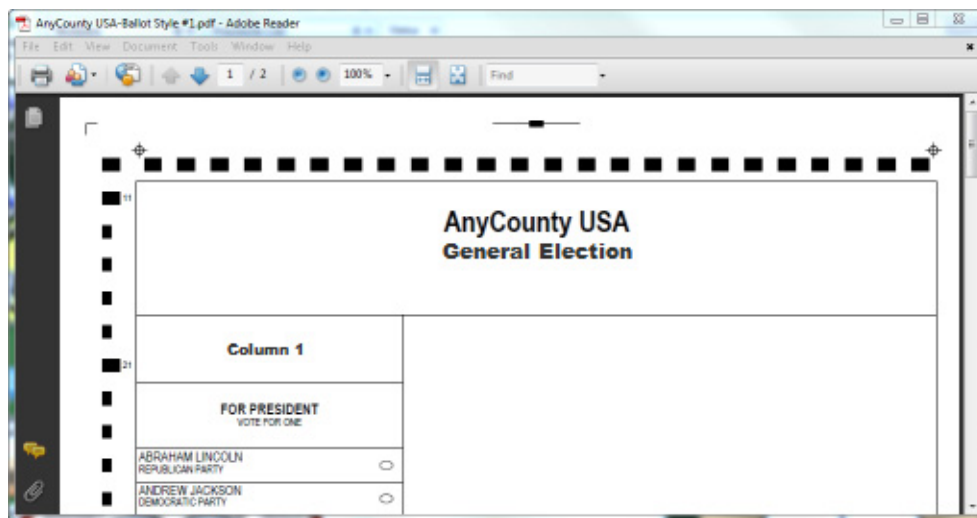 AnyCounty USA-Ballot Style #1.pdf - Adobe Reader
File Edit View Document Tools Window Help
1 / 2 100% Find
11
AnyCounty USA
General Election
Column 1
21
FOR PRESIDENT
VOTE FOR ONE
ABRAHAM LINCOLN
REPUBLICAN PARTY
ANDREW JACKSON
DEMOCRATIC PARTY